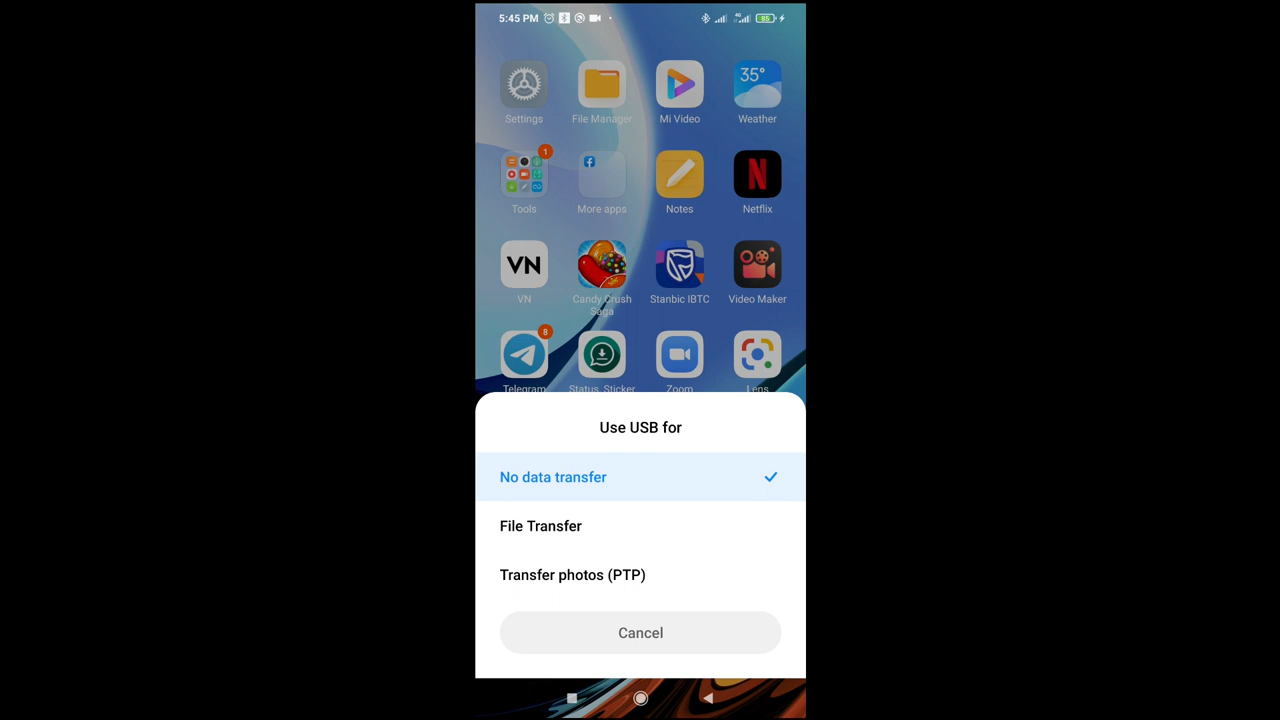 5:45 PM
4G
85
35°
Settings
File Manager
Mi Video
Weather
1
Tools
More apps
Notes
N
Netflix
VN
VN
Candy Crush
Saga
Stanbic IBTC
Video Maker
8
Telegram
Status, Sticker
Zoom
Lens
Use USB for
No data transfer
File Transfer
Transfer photos (PTP)
Cancel